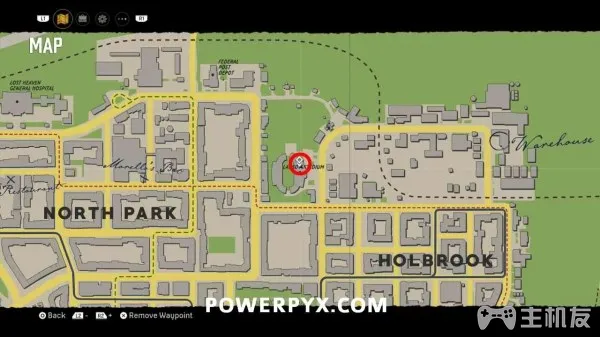 L1
R1
MAP
LOST HEAVEN
GENERAL HOSPITAL
FEDERAL
POST
DEPOT
Warehouse
Morello's Bar
Restaurant
NORTH PARK
HOLBROOK
POWERPYX.COM
Back
L2
R2
Remove Waypoint
主机友